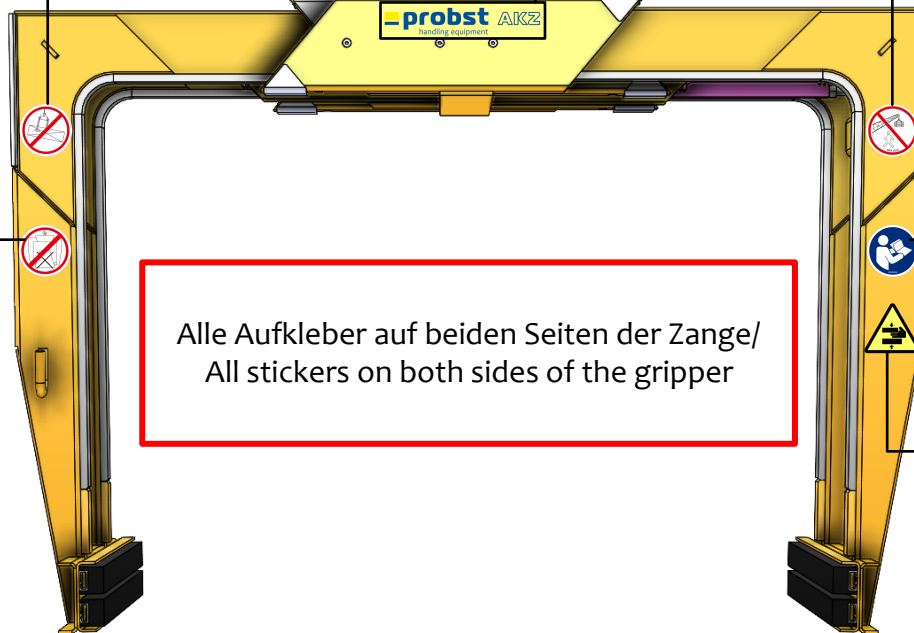 probst AKZ
handling equipment
Alle Aufkleber auf beiden Seiten der Zange/
All stickers on both sides of the gripper